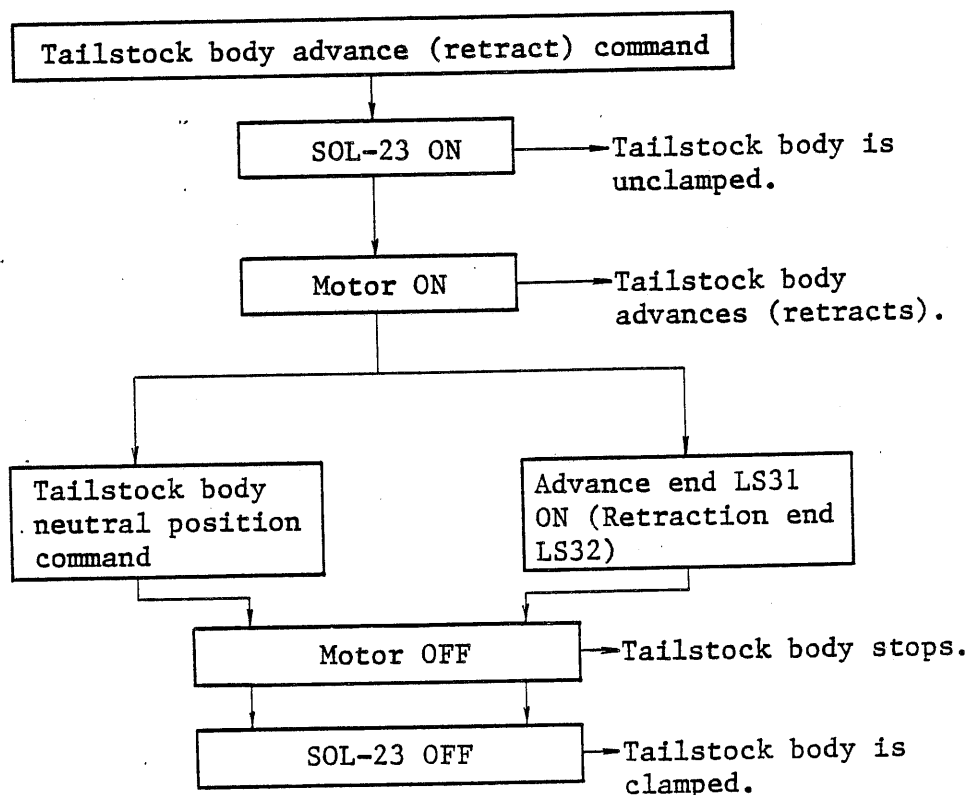 Tailstock body advance (retract) command
SOL-23 ON
Tailstock body is
unclamped.
Motor ON
Tailstock body
advances (retracts).
Tailstock body
neutral position
command
Advance end LS31
ON (Retraction end
LS32)
Motor OFF
Tailstock body stops.
SOL-23 OFF
Tailstock body is
clamped.